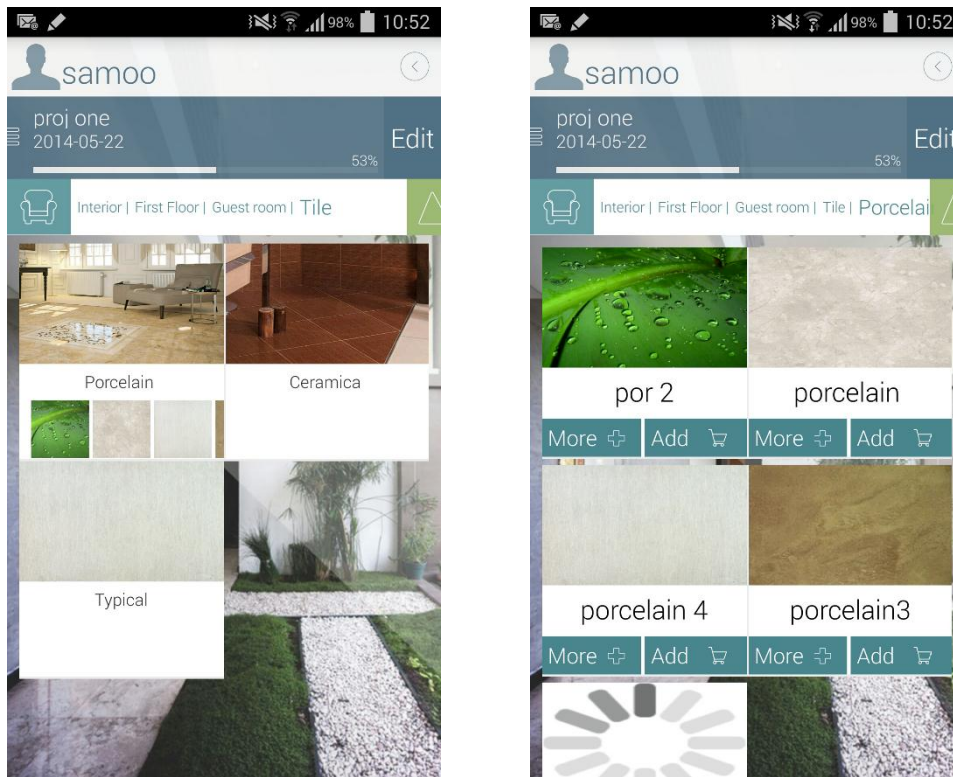 98% 10:52
samoo
proj one
2014-05-22
Edit
53%
Interior | First Floor | Guest room | Tile
Porcelain
Ceramica
Typical
98% 10:52
samoo
proj one
2014-05-22
Edit
53%
Interior | First Floor | Guest room | Tile | Porcelai
por 2
porcelain
More Add More Add
porcelain 4
porcelain3
More Add More Add